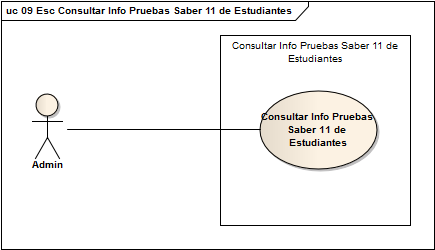 uc 09 Esc Consultar Info Pruebas Saber 11 de Estudiantes
Consultar Info Pruebas Saber 11 de
Estudiantes
Consultar Info Pruebas
Saber 11 de
Estudiantes
Admin